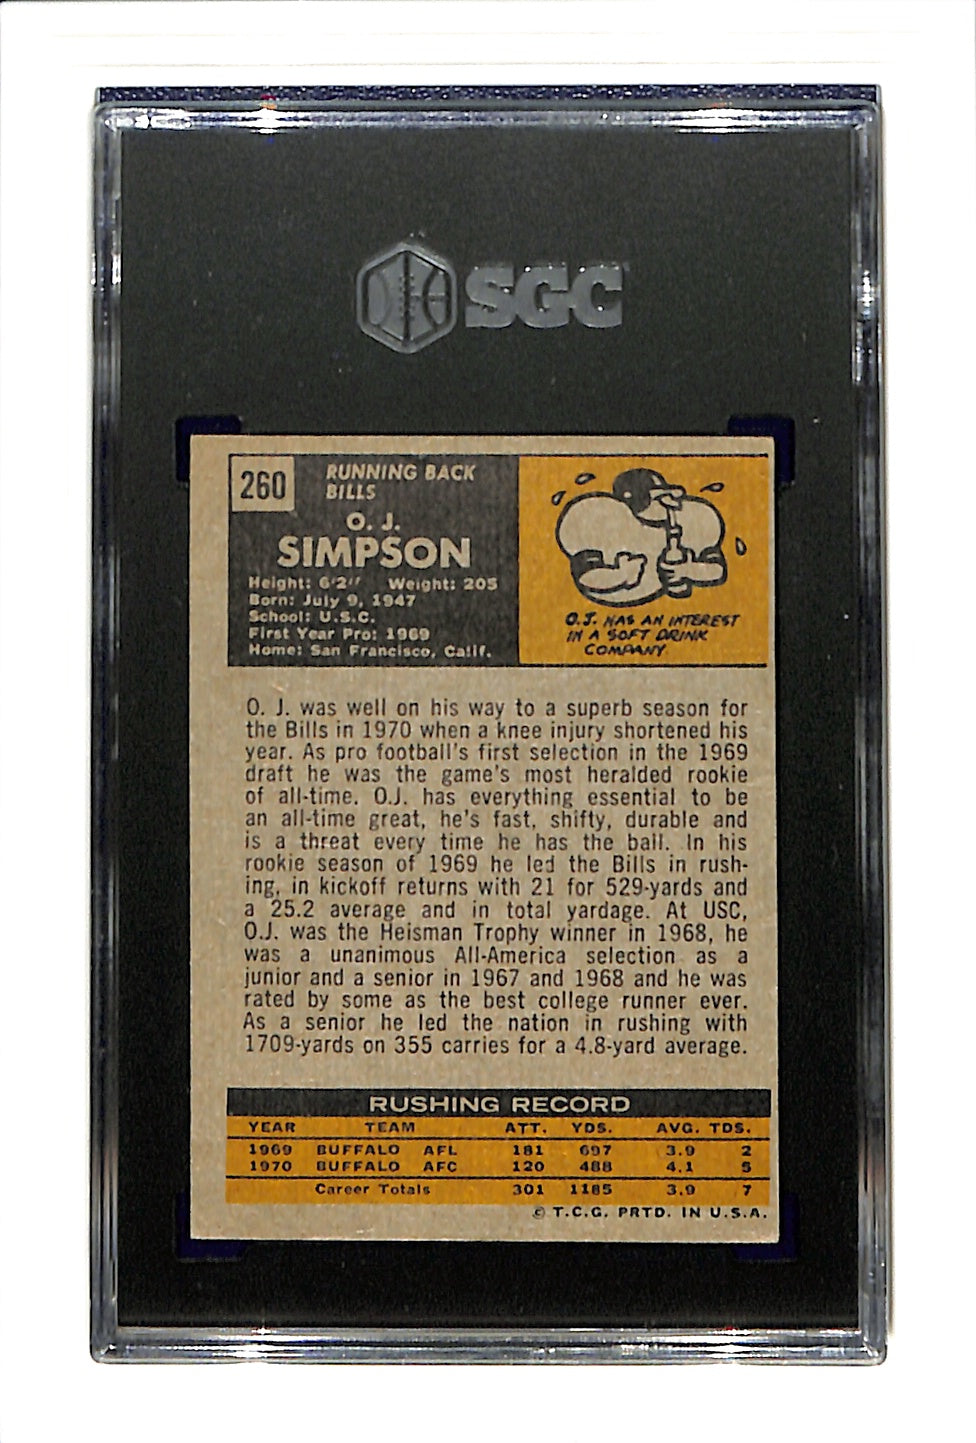 SGC
260
RUNNING BACK
BILLS
O. J.
SIMPSON
Height: 6'2" Weight: 205
Born: July 9, 1947
School: U.S.C.
First Year Pro: 1969
Home: San Francisco, Calif.
O.J. HAS AN INTEREST
IN A SOFT DRINK
COMPANY
O. J. was well on his way to a superb season for
the Bills in 1970 when a knee injury shortened his
year. As pro football's first selection in the 1969
draft he was the game's most heralded rookie
of all-time. O.J. has everything essential to be
an all-time great, he's fast, shifty, durable and
is a threat every time he has the ball. In his
rookie season of 1969 he led the Bills in rush-
ing, in kickoff returns with 21 for 529-yards and
a 25.2 average and in total yardage. At USC,
O.J. was the Heisman Trophy winner in 1968, he
was a unanimous All-America selection as a
junior and a senior in 1967 and 1968 and he was
rated by some as the best college runner ever.
As a senior he led the nation in rushing with
1709-yards on 355 carries for a 4.8-yard average.
RUSHING RECORD
YEAR TEAM ATT. YDS. AVG. TDS.
1969 BUFFALO AFL 181 697 3.9 2
1970 BUFFALO AFC 120 488 4.1 5
Career Totals 301 1185 3.9 7
© T.C.G. PRTD. IN U.S.A.